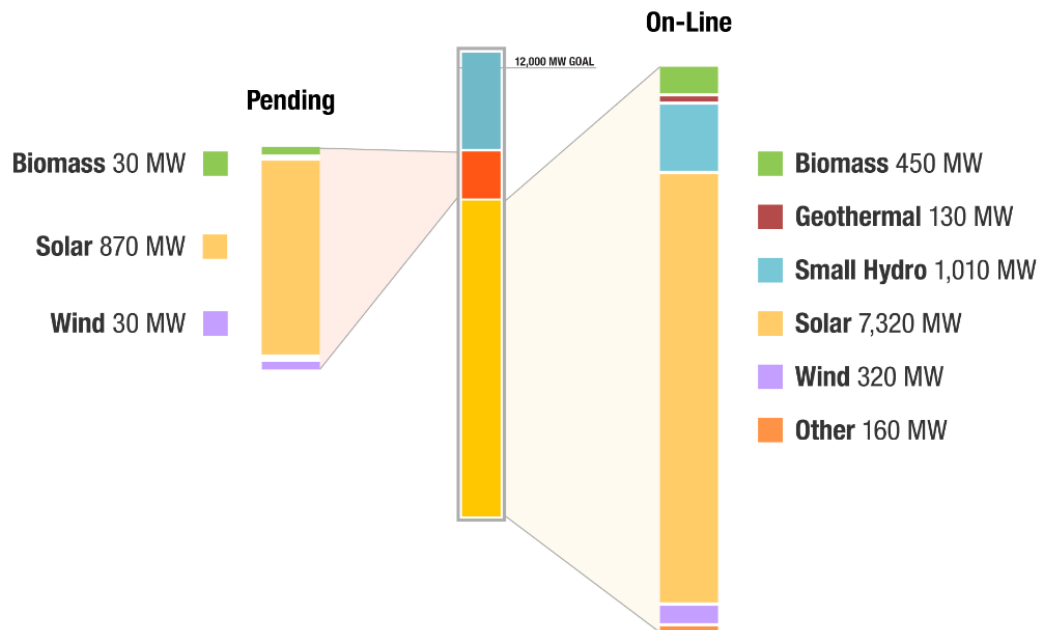 On-Line
12,000 MW GOAL
Pending
Biomass 30 MW
Solar 870 MW
Wind 30 MW
Biomass 450 MW
Geothermal 130 MW
Small Hydro 1,010 MW
Solar 7,320 MW
Wind 320 MW
Other 160 MW